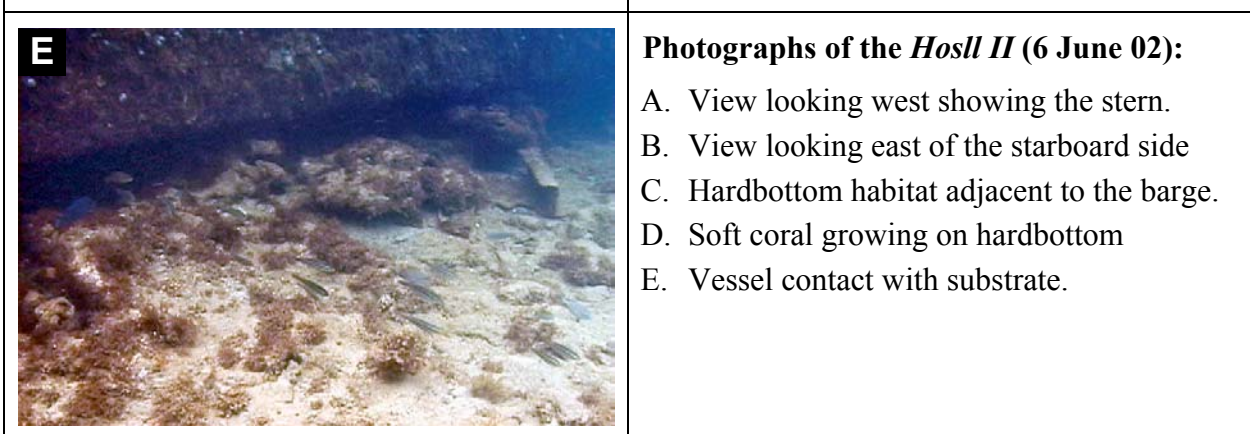 E
Photographs of the Hosll II (6 June 02):
A. View looking west showing the stern.
B. View looking east of the starboard side
C. Hardbottom habitat adjacent to the barge.
D. Soft coral growing on hardbottom
E. Vessel contact with substrate.